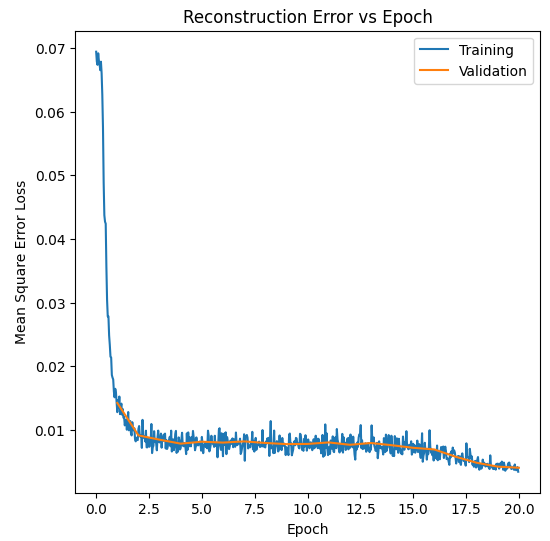 Reconstruction Error vs Epoch
Training
Validation
0.07
0.06
0.05
0.04
0.03
0.02
0.01
Mean Square Error Loss
0.0 2.5 5.0 7.5 10.0 12.5 15.0 17.5 20.0
Epoch